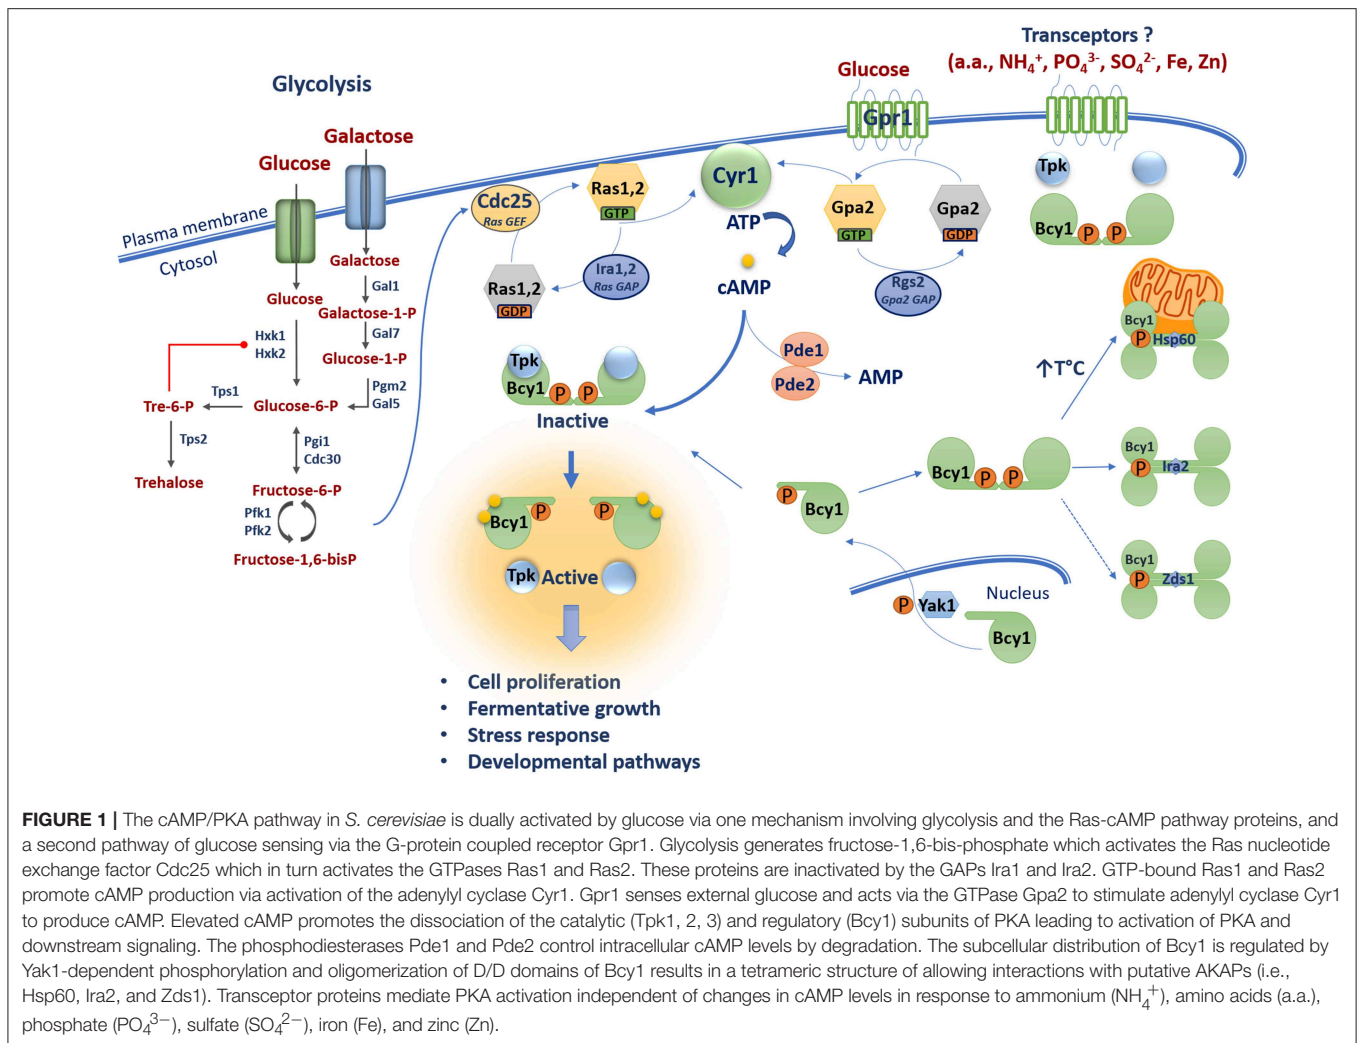 Transceptors ?
(a.a., NH₄⁺, PO₄³⁻, SO₄²⁻, Fe, Zn)
Glucose
Gpr1
Glycolysis
Galactose
Glucose
Plasma membrane
Cytosol
Galactose
Gal1
Glucose
Galactose-1-P
Gal7
Glucose-1-P
Hxk1
Hxk2
Pgm2
Gal5
Tps1
Tre-6-P
Glucose-6-P
Tps2
Pgi1
Cdc30
Trehalose
Fructose-6-P
Pfk1
Pfk2
Fructose-1,6-bisP
Cdc25
Ras GEF
Ras1,2
GTP
Ras1,2
GDP
Ira1,2
Ras GAP
Cyr1
ATP
cAMP
Gpa2
GTP
Gpa2
GDP
Rgs2
Gpa2 GAP
Pde1
Pde2
AMP
Tpk
Bcy1
P
P
Tpk
Bcy1
P
P
Inactive
Bcy1
P
P
Tpk
Active
• Cell proliferation
• Fermentative growth
• Stress response
• Developmental pathways
P
Bcy1
Nucleus
P
Yak1
Bcy1
Bcy1
P
P
↑T°C
Bcy1
P
Hsp60
Bcy1
P
Ira2
Bcy1
P
Zds1
FIGURE 1 | The cAMP/PKA pathway in S. cerevisiae is dually activated by glucose via one mechanism involving glycolysis and the Ras-cAMP pathway proteins, and
a second pathway of glucose sensing via the G-protein coupled receptor Gpr1. Glycolysis generates fructose-1,6-bis-phosphate which activates the Ras nucleotide
exchange factor Cdc25 which in turn activates the GTPases Ras1 and Ras2. These proteins are inactivated by the GAPs Ira1 and Ira2. GTP-bound Ras1 and Ras2
promote cAMP production via activation of the adenylyl cyclase Cyr1. Gpr1 senses external glucose and acts via the GTPase Gpa2 to stimulate adenylyl cyclase Cyr1
to produce cAMP. Elevated cAMP promotes the dissociation of the catalytic (Tpk1, 2, 3) and regulatory (Bcy1) subunits of PKA leading to activation of PKA and
downstream signaling. The phosphodiesterases Pde1 and Pde2 control intracellular cAMP levels by degradation. The subcellular distribution of Bcy1 is regulated by
Yak1-dependent phosphorylation and oligomerization of D/D domains of Bcy1 results in a tetrameric structure of allowing interactions with putative AKAPs (i.e.,
Hsp60, Ira2, and Zds1). Transceptor proteins mediate PKA activation independent of changes in cAMP levels in response to ammonium (NH₄⁺), amino acids (a.a.),
phosphate (PO₄³⁻), sulfate (SO₄²⁻), iron (Fe), and zinc (Zn).